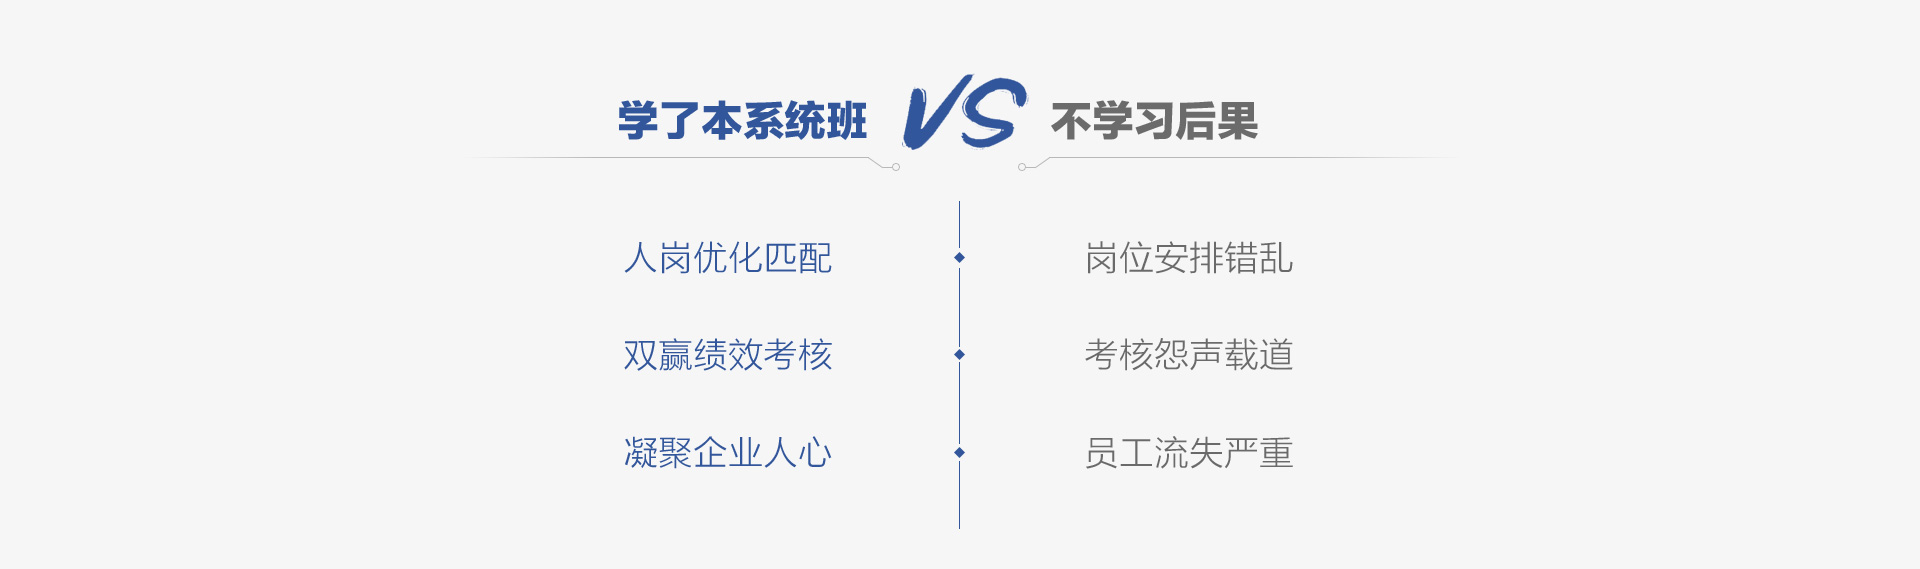 学了本系统班 VS 不学习后果
人岗优化匹配 岗位安排错乱
双赢绩效考核 考核怨声载道
凝聚企业人心 员工流失严重